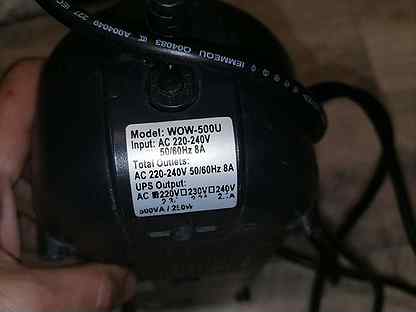 Model: WOW-500U
Input: AC 220-240V
50/60Hz 8A
Total Outlets:
AC 220-240V 50/60Hz 8A
UPS Output:
AC ■220V□230V□240V
500VA /